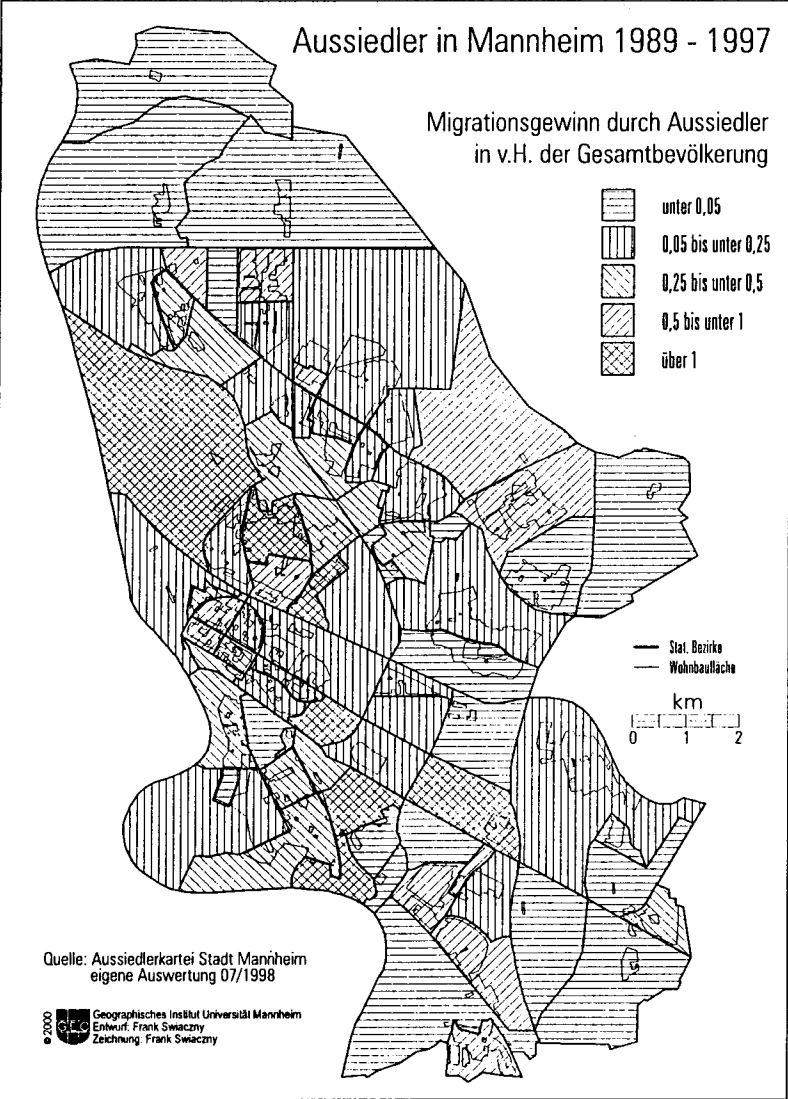 Aussiedler in Mannheim 1989 - 1997
Migrationsgewinn durch Aussiedler
in v.H. der Gesamtbevölkerung
unter 0,05
0,05 bis unter 0,25
0,25 bis unter 0,5
0,5 bis unter 1
über 1
Stat. Bezirke
Wohnbaufläche
km
0 1 2
Quelle: Aussiedlerkartei Stadt Mannheim
eigene Auswertung 07/1998
© 2000
GEO
Geographisches Institut Universität Mannheim
Entwurf: Frank Swiaczny
Zeichnung: Frank Swiaczny